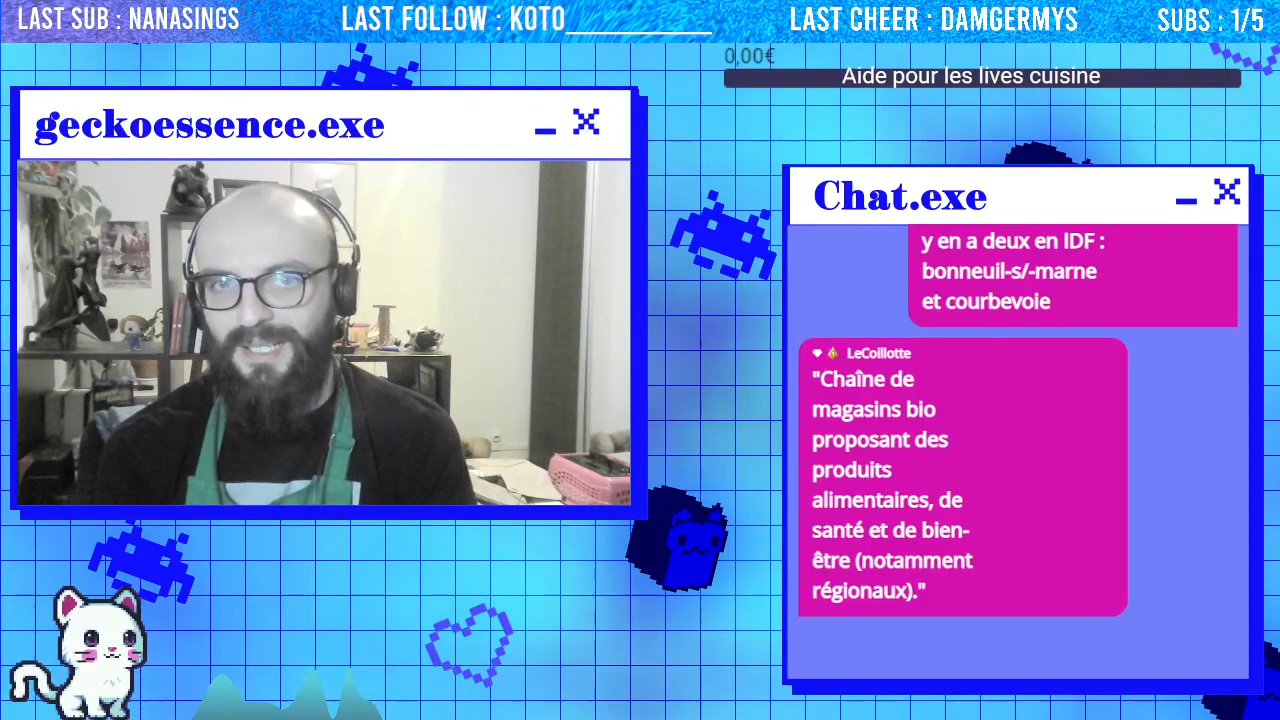 LAST SUB : NANASINGS
LAST FOLLOW : KOTO__________
LAST CHEER : DAMGERMYS
SUBS : 1/5
0,00€
Aide pour les lives cuisine
geckoessence.exe
Chat.exe
y en a deux en IDF :
bonneuil-s/-marne
et courbevoie
LeCoillotte
"Chaîne de
magasins bio
proposant des
produits
alimentaires, de
santé et de bien-
être (notamment
régionaux)."